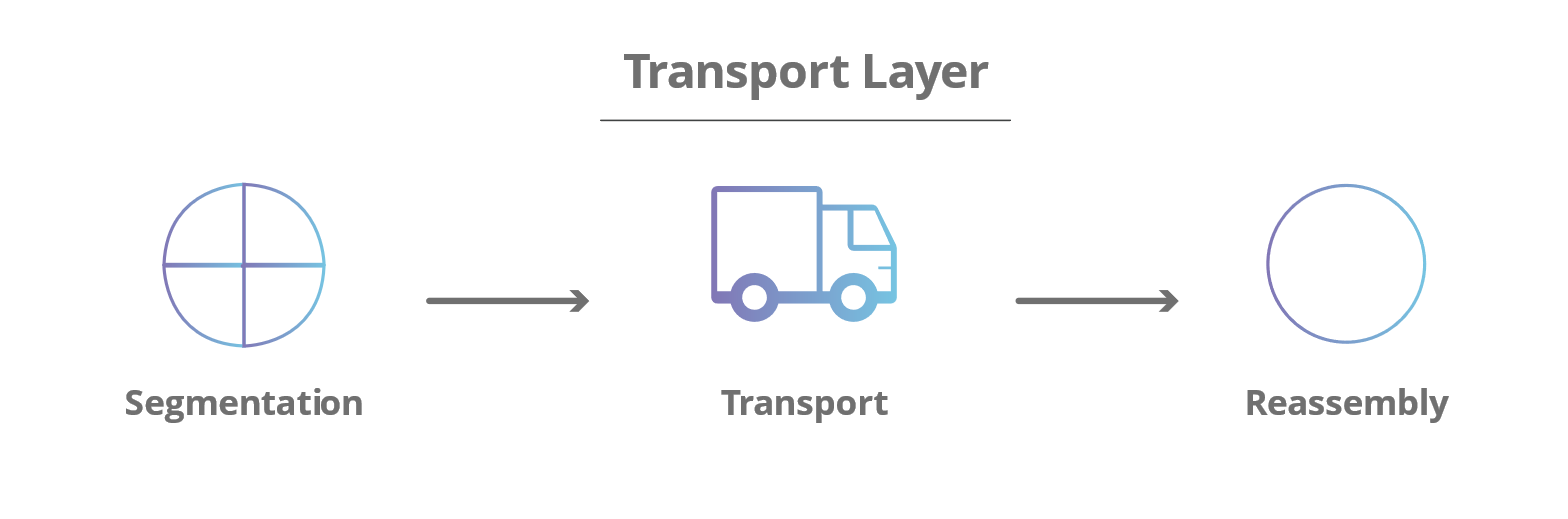 Transport Layer
Segmentation
Transport
Reassembly